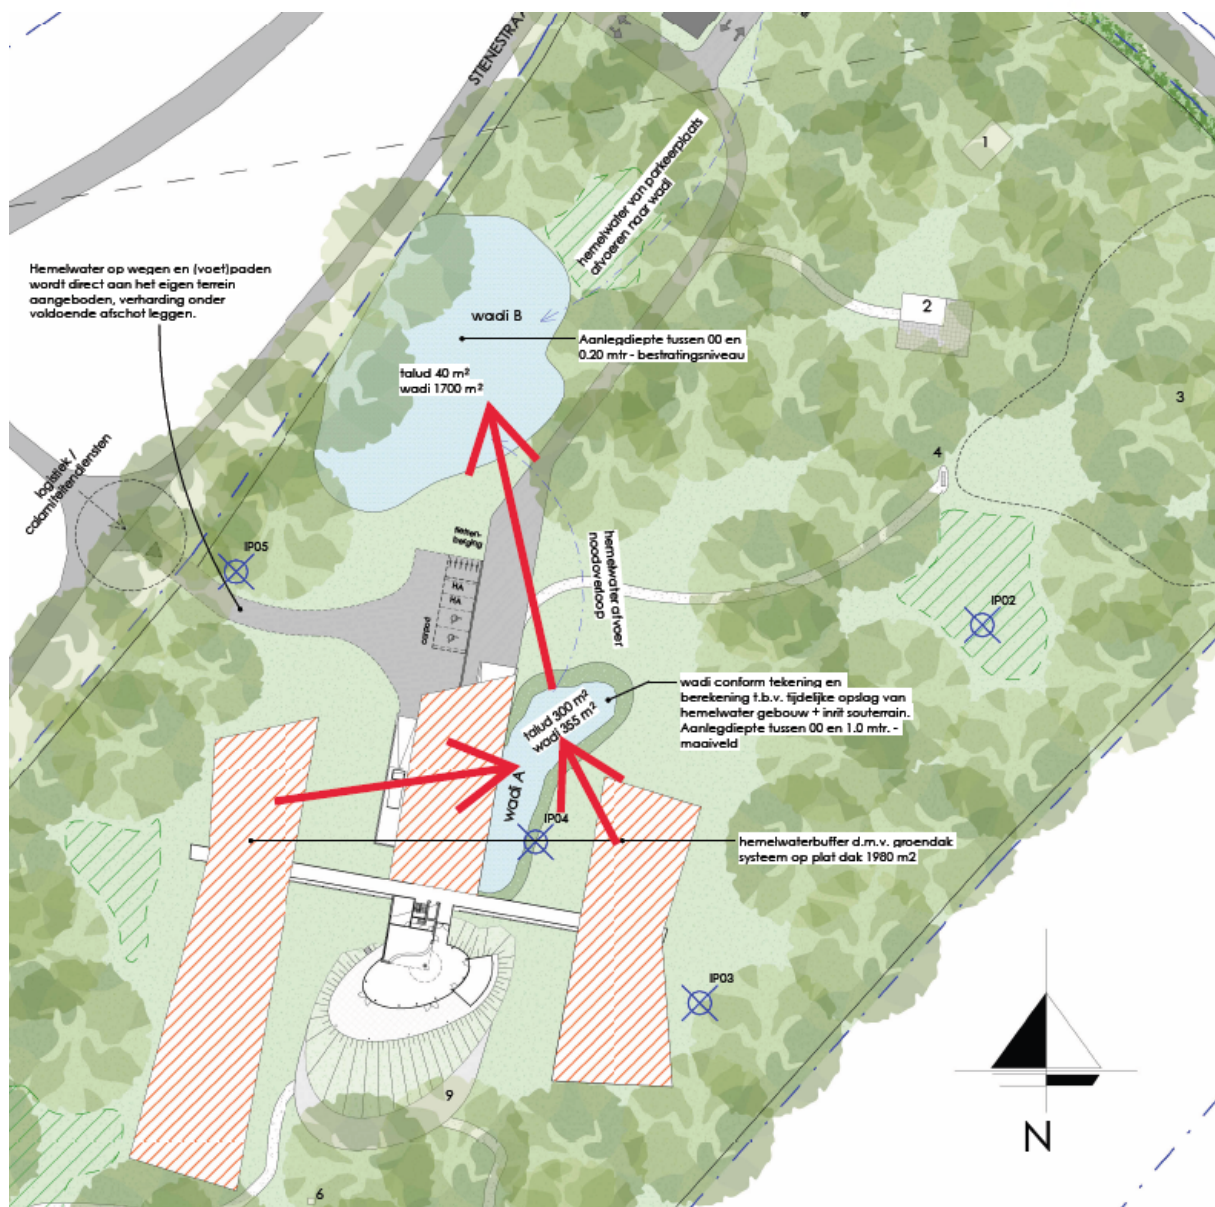 STIENESTRAA
hemelwater van parkeerplaats
afvoeren naar wadi
1
Hemelwater op wegen en (voet)paden
wordt direct aan het eigen terrein
aangeboden, verharding onder
voldoende afschot leggen.
2
wadi B
Aanlegdiepte tussen 00 en
0.20 mtr - bestratingsniveau
talud 40 m²
wadi 1700 m²
3
logistiek /
calamiteitendiensten
4
IP05
fietsen-
berging
HA
HA
carpool
hemelwater afvoer
noodoverloop
IP02
wadi conform tekening en
berekening t.b.v. tijdelijke opslag van
hemelwater gebouw + inrit souterrain.
Aanlegdiepte tussen 00 en 1.0 mtr. -
maaiveld
talud 300 m²
wadi 355 m²
wadi A
IP04
hemelwaterbuffer d.m.v. groendak
systeem op plat dak 1980 m2
IP03
9
N
6